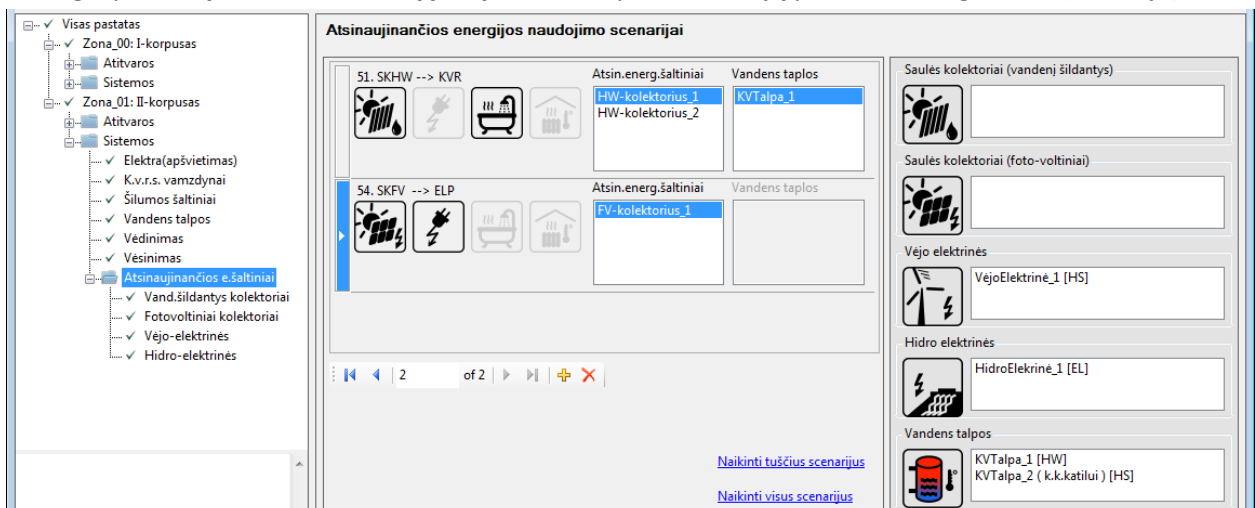 Visas pastatas
Zona_00: I-korpusas
Atitvaros
Sistemos
Zona_01: II-korpusas
Atitvaros
Sistemos
Elektra(apšvietimas)
K.v.r.s. vamzdynai
Šilumos šaltiniai
Vandens talpos
Vėdinimas
Vėsinimas
Atsinaujinančios e.šaltiniai
Vand.šildantys kolektoriai
Fotovoltiniai kolektoriai
Vėjo-elektrinės
Hidro-elektrinės
Atsinaujinančios energijos naudojimo scenarijai
51. SKHW --> KVR
Atsin.energ.šaltiniai
Vandens taplos
HW-kolektorius_1
HW-kolektorius_2
KVTalpa_1
54. SKFV --> ELP
Atsin.energ.šaltiniai
Vandens taplos
FV-kolektorius_1
2 of 2
Naikinti tuščius scenarijus
Naikinti visus scenarijus
Saulės kolektoriai (vandenį šildantys)
Saulės kolektoriai (foto-voltiniai)
Vėjo elektrinės
VėjoElektrinė_1 [HS]
Hidro elektrinės
HidroElekrinė_1 [EL]
Vandens talpos
KVTalpa_1 [HW]
KVTalpa_2 ( k.k.katilui ) [HS]